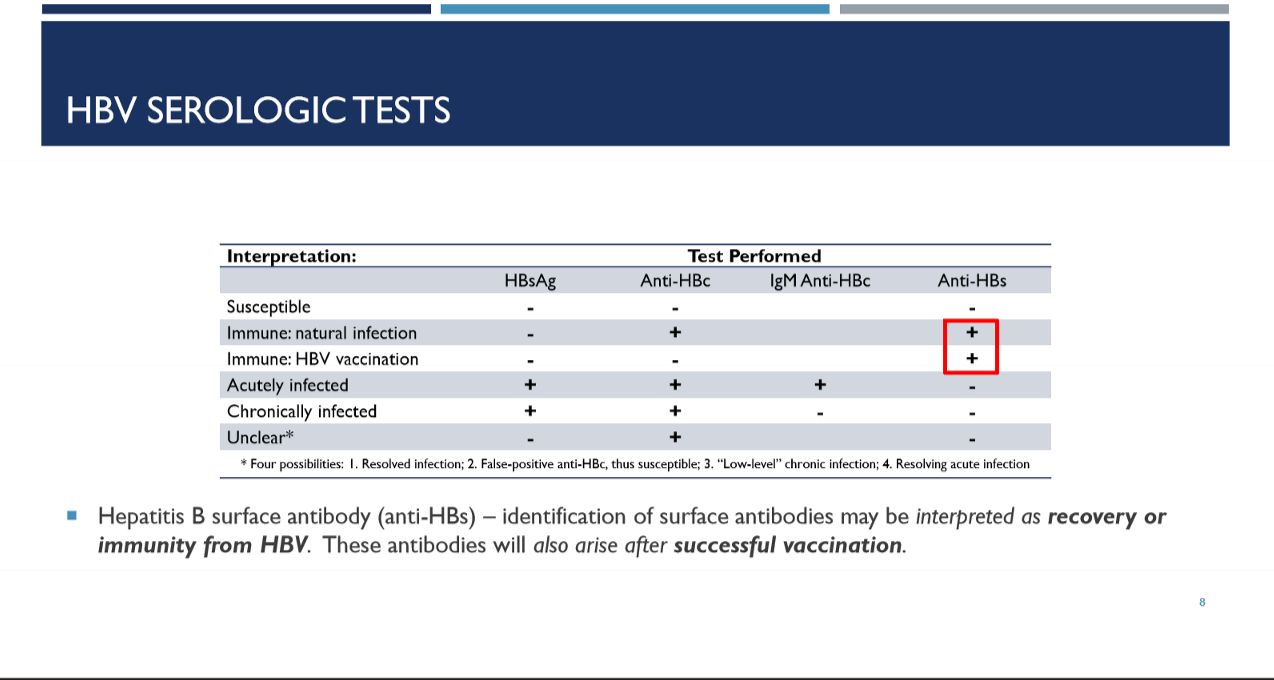 HBV SEROLOGIC TESTS
Interpretation: Test Performed
HBsAg Anti-HBc IgM Anti-HBc Anti-HBs
Susceptible - - -
Immune: natural infection - + +
Immune: HBV vaccination - - +
Acutely infected + + + -
Chronically infected + + - -
Unclear* - + -
* Four possibilities: 1. Resolved infection; 2. False-positive anti-HBc, thus susceptible; 3. “Low-level” chronic infection; 4. Resolving acute infection
Hepatitis B surface antibody (anti-HBs) – identification of surface antibodies may be interpreted as recovery or
immunity from HBV. These antibodies will also arise after successful vaccination.
8